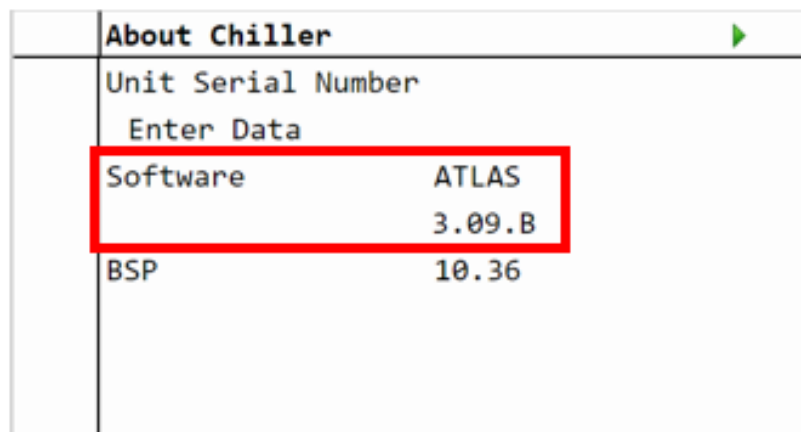 About Chiller
Unit Serial Number
Enter Data
Software ATLAS
3.09.B
BSP 10.36